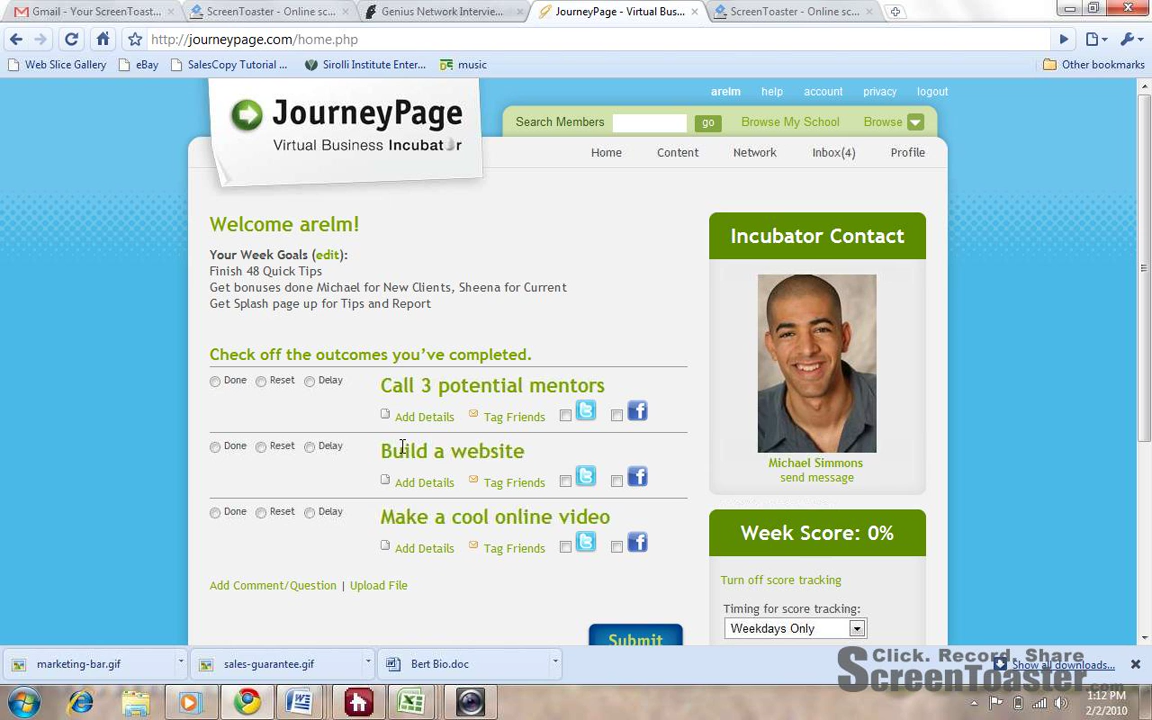 Gmail - Your ScreenToast...
ScreenToaster - Online sc...
Genius Network Intervie...
JourneyPage - Virtual Bus...
ScreenToaster - Online sc...
http://journeypage.com/home.php
Web Slice Gallery
eBay
SalesCopy Tutorial ...
Sirolli Institute Enter...
music
Other bookmarks
JourneyPage
Virtual Business Incubator
arelm help account privacy logout
Search Members go Browse My School Browse
Home Content Network Inbox(4) Profile
Welcome arelm!
Your Week Goals (edit):
Finish 48 Quick Tips
Get bonuses done Michael for New Clients, Sheena for Current
Get Splash page up for Tips and Report
Check off the outcomes you've completed.
Done Reset Delay Call 3 potential mentors
Add Details Tag Friends
Done Reset Delay Build a website
Add Details Tag Friends
Done Reset Delay Make a cool online video
Add Details Tag Friends
Add Comment/Question | Upload File
Submit
Incubator Contact
Michael Simmons
send message
Week Score: 0%
Turn off score tracking
Timing for score tracking:
Weekdays Only
marketing-bar.gif
sales-guarantee.gif
Bert Bio.doc
Show all downloads...
Click. Record. Share
ScreenToaster.com
1:12 PM
2/2/2010